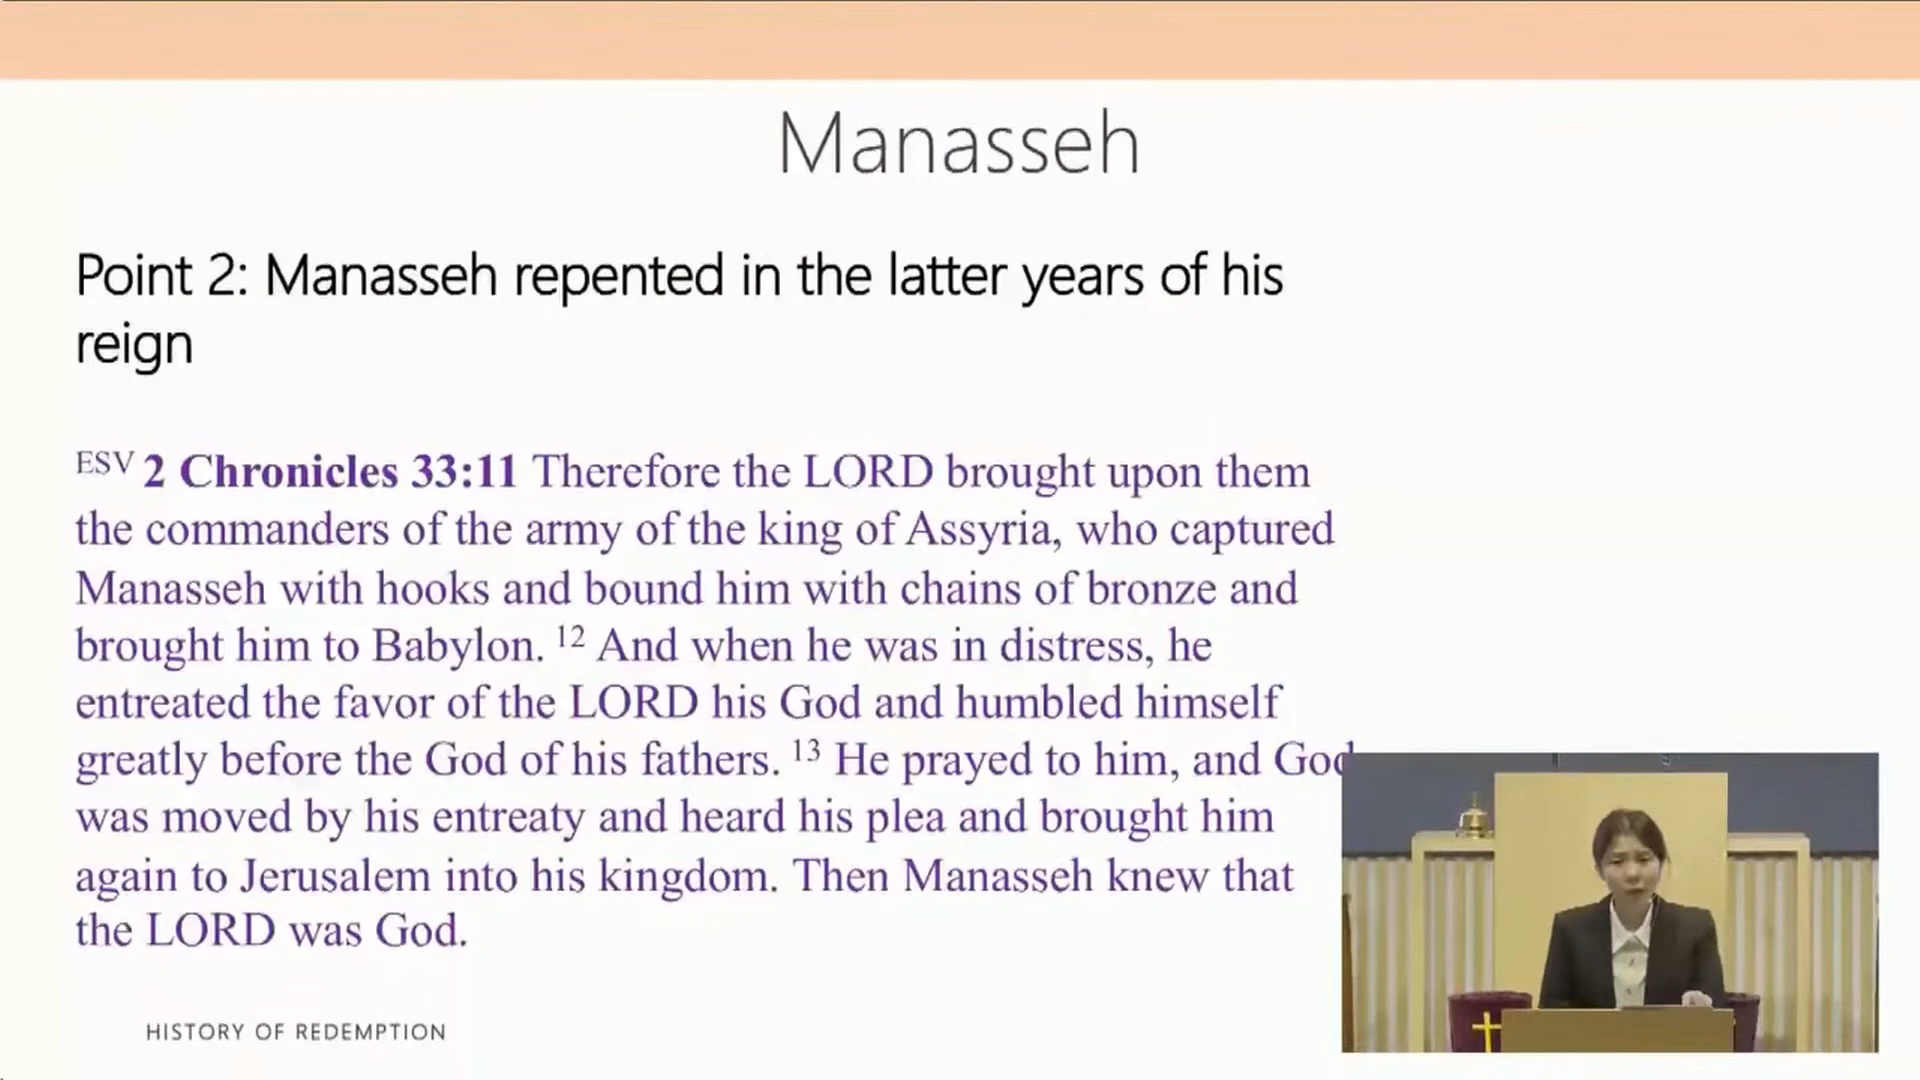 Manasseh
Point 2: Manasseh repented in the latter years of his
reign
ESV 2 Chronicles 33:11 Therefore the LORD brought upon them
the commanders of the army of the king of Assyria, who captured
Manasseh with hooks and bound him with chains of bronze and
brought him to Babylon. 12 And when he was in distress, he
entreated the favor of the LORD his God and humbled himself
greatly before the God of his fathers. 13 He prayed to him, and God
was moved by his entreaty and heard his plea and brought him
again to Jerusalem into his kingdom. Then Manasseh knew that
the LORD was God.
HISTORY OF REDEMPTION